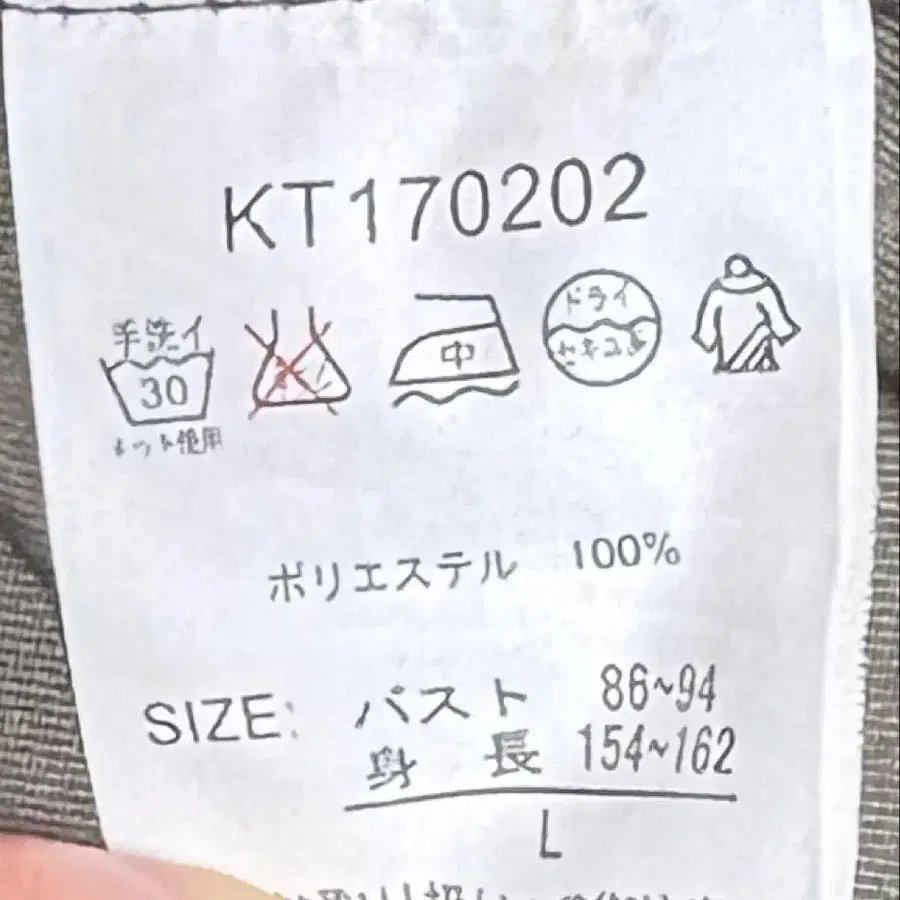 KT170202
手洗イ
30
ネット使用
中
ドライ
セキユ系
ポリエステル 100%
SIZE: バスト 86~94
身長 154~162
L